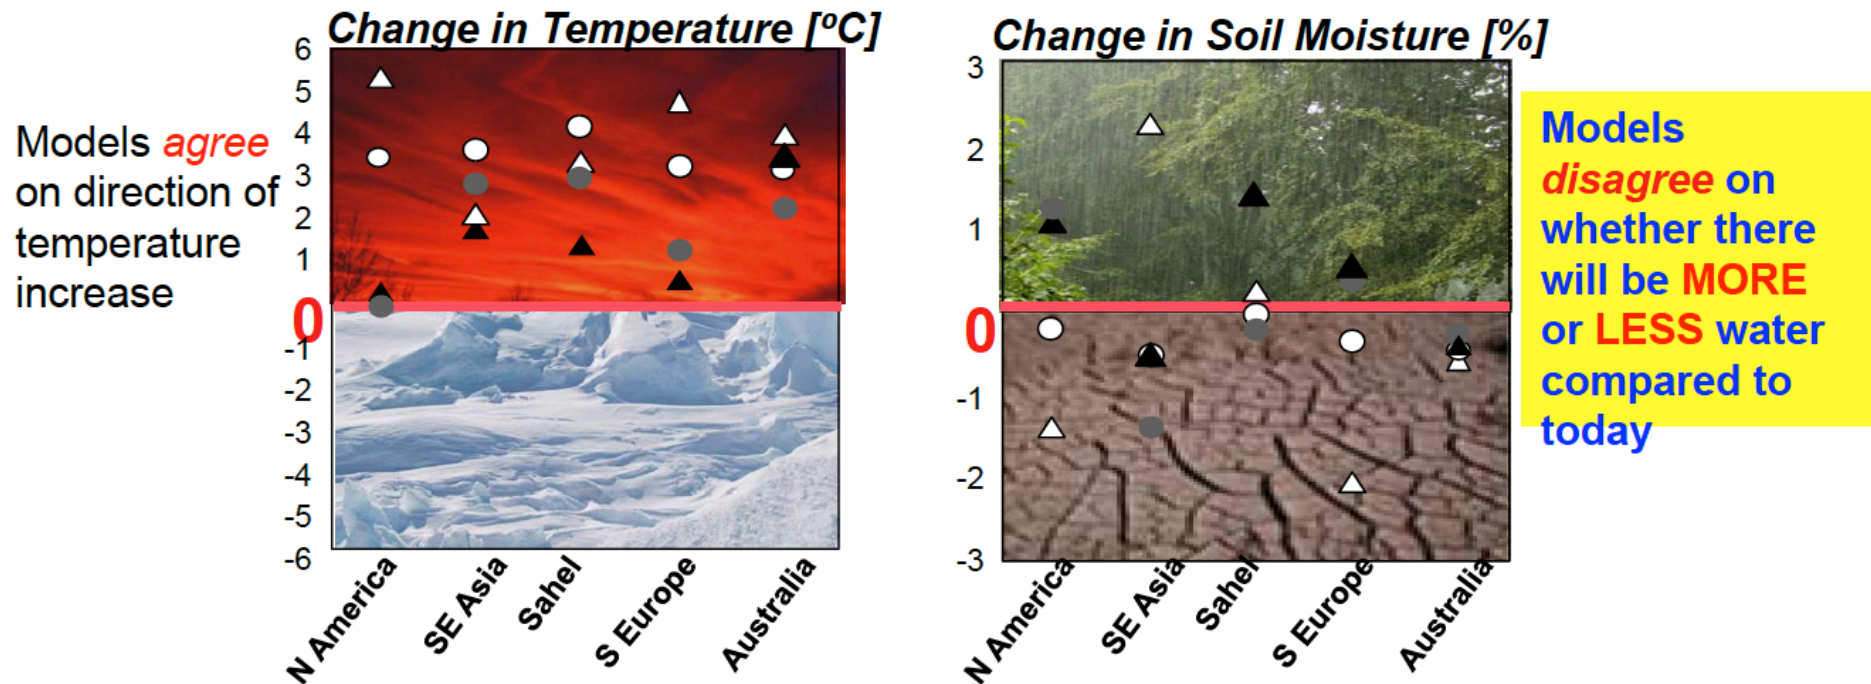 Change in Temperature [ºC]
Models agree
on direction of
temperature
increase
6
5
4
3
2
1
0
-1
-2
-3
-4
-5
-6
N America
SE Asia
Sahel
S Europe
Australia
Change in Soil Moisture [%]
3
2
1
0
-1
-2
-3
N America
SE Asia
Sahel
S Europe
Australia
Models
disagree on
whether there
will be MORE
or LESS water
compared to
today